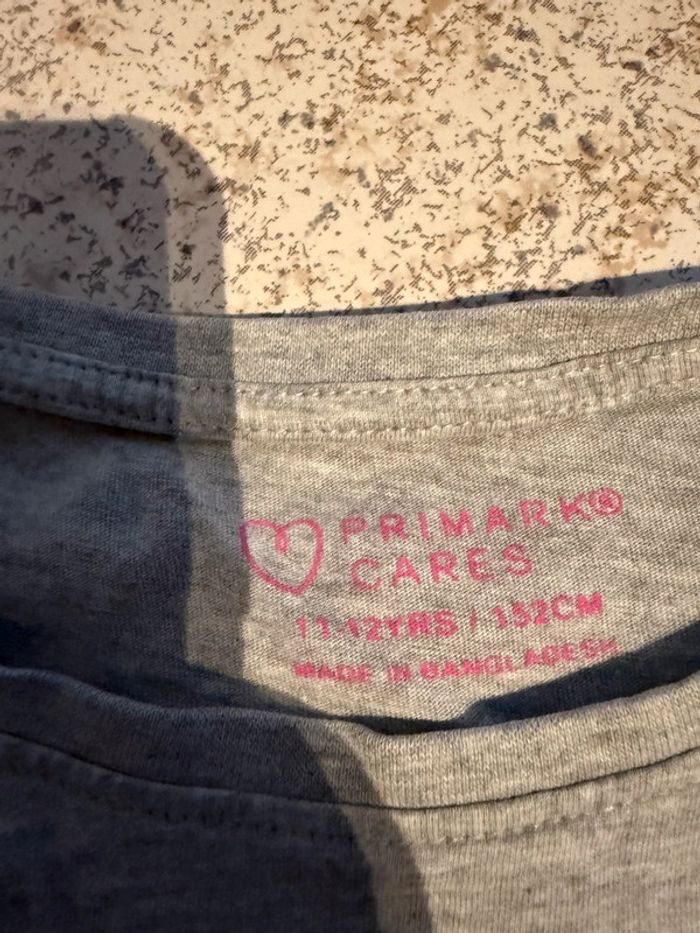 PRIMARK®
CARES
11-12YRS / 152CM
MADE IN BANGLADESH